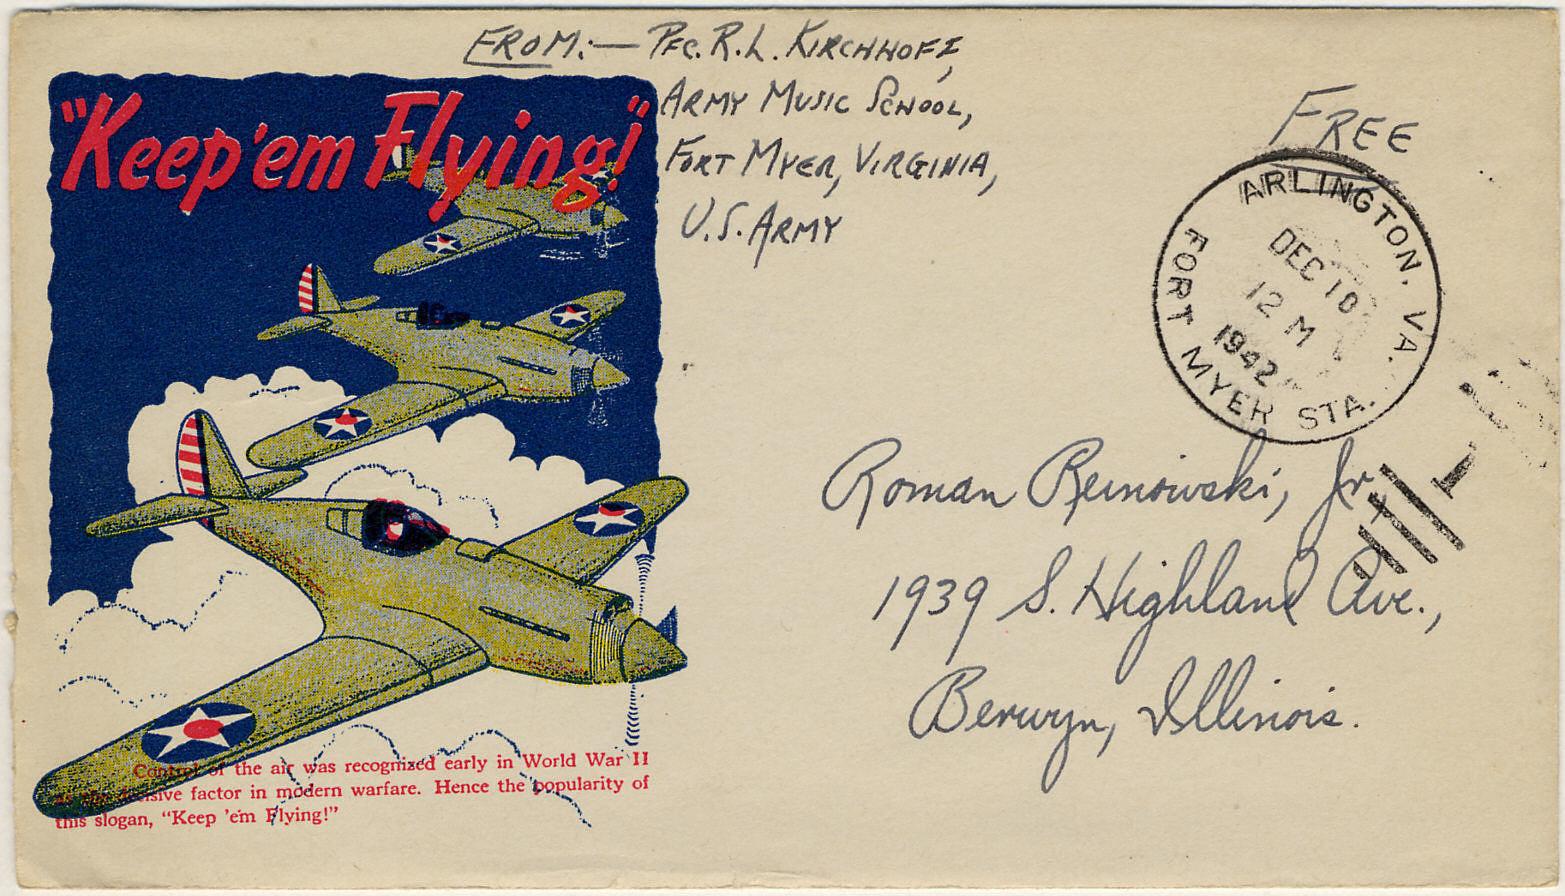 FROM:— PFC. R. L. KIRCHHOFF,
ARMY MUSIC SCHOOL,
FORT MYER, VIRGINIA,
U.S. ARMY
"Keep 'em Flying!"
FREE
ARLINGTON, VA.
DEC 10
12 M
1942
FORT MYER STA.
Roman Reinowski, Jr.,
1939 S. Highland Ave.,
Berwyn, Illinois.
Control of the air was recognized early in World War II
decisive factor in modern warfare. Hence the popularity of
this slogan, "Keep 'em Flying!"